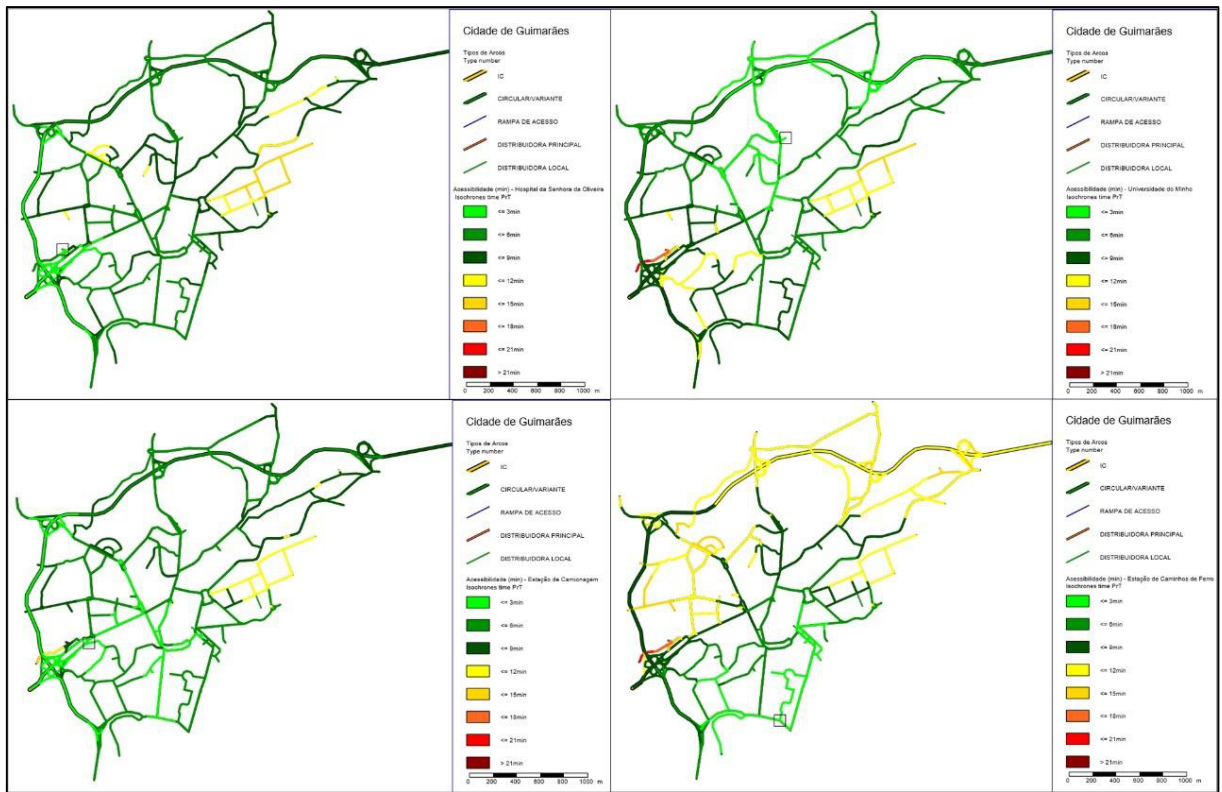 Cidade de Guimarães
Tipos de Arcos
Type number
IC
CIRCULAR/VARIANTE
RAMPA DE ACESSO
DISTRIBUIDORA PRINCIPAL
DISTRIBUIDORA LOCAL
Acessibilidade (min) - Hospital da Senhora da Oliveira
Isochrones time PrT
<= 3min
<= 6min
<= 9min
<= 12min
<= 15min
<= 18min
<= 21min
> 21min
0 200 400 600 800 1000 m
Cidade de Guimarães
Tipos de Arcos
Type number
IC
CIRCULAR/VARIANTE
RAMPA DE ACESSO
DISTRIBUIDORA PRINCIPAL
DISTRIBUIDORA LOCAL
Acessibilidade (min) - Universidade do Minho
Isochrones time PrT
<= 3min
<= 6min
<= 9min
<= 12min
<= 15min
<= 18min
<= 21min
> 21min
0 200 400 600 800 1000 m
Cidade de Guimarães
Tipos de Arcos
Type number
IC
CIRCULAR/VARIANTE
RAMPA DE ACESSO
DISTRIBUIDORA PRINCIPAL
DISTRIBUIDORA LOCAL
Acessibilidade (min) - Estação de Camionagem
Isochrones time PrT
<= 3min
<= 6min
<= 9min
<= 12min
<= 15min
<= 18min
<= 21min
> 21min
0 200 400 600 800 1000 m
Cidade de Guimarães
Tipos de Arcos
Type number
IC
CIRCULAR/VARIANTE
RAMPA DE ACESSO
DISTRIBUIDORA PRINCIPAL
DISTRIBUIDORA LOCAL
Acessibilidade (min) - Estação de Caminhos de Ferro
Isochrones time PrT
<= 3min
<= 6min
<= 9min
<= 12min
<= 15min
<= 18min
<= 21min
> 21min
0 200 400 600 800 1000 m